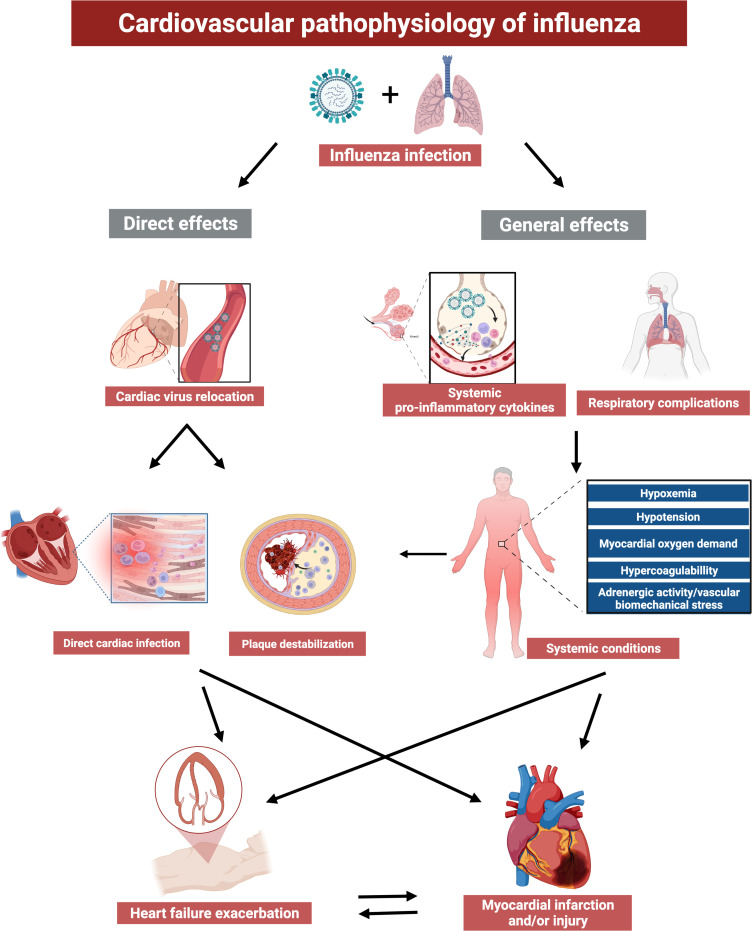 Cardiovascular pathophysiology of influenza
Influenza infection
Direct effects
General effects
Cardiac virus relocation
Systemic
pro-inflammatory cytokines
Respiratory complications
Hypoxemia
Hypotension
Myocardial oxygen demand
Hypercoagulabillity
Adrenergic activity/vascular
biomechanical stress
Direct cardiac infection
Plaque destabilization
Systemic conditions
Heart failure exacerbation
Myocardial infarction
and/or injury